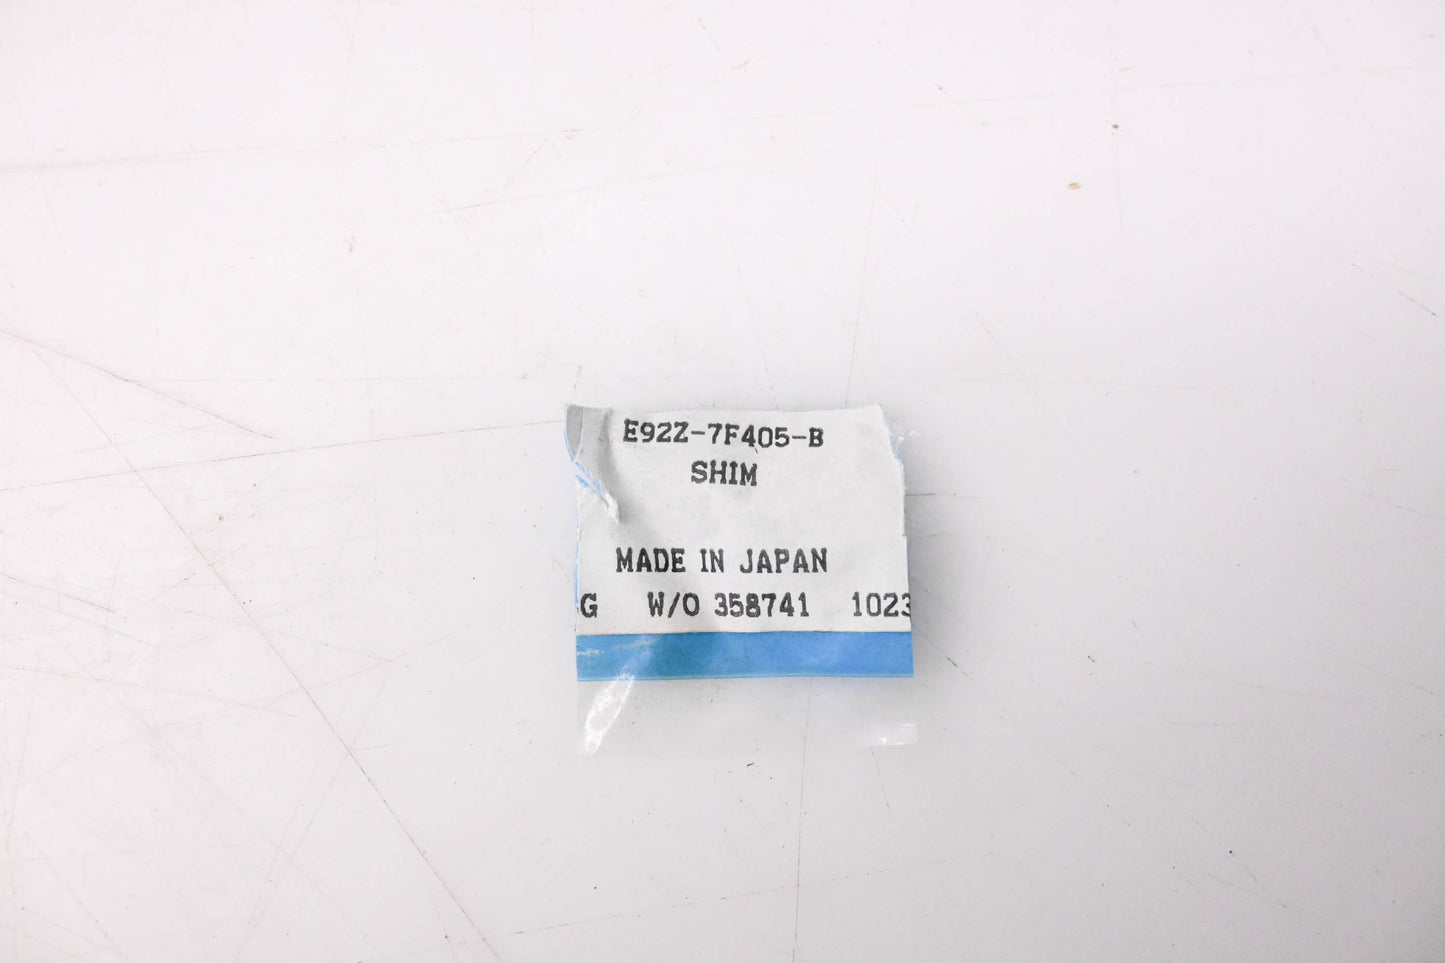 E92Z-7F405-B
SHIM
MADE IN JAPAN
G W/O 358741 1023